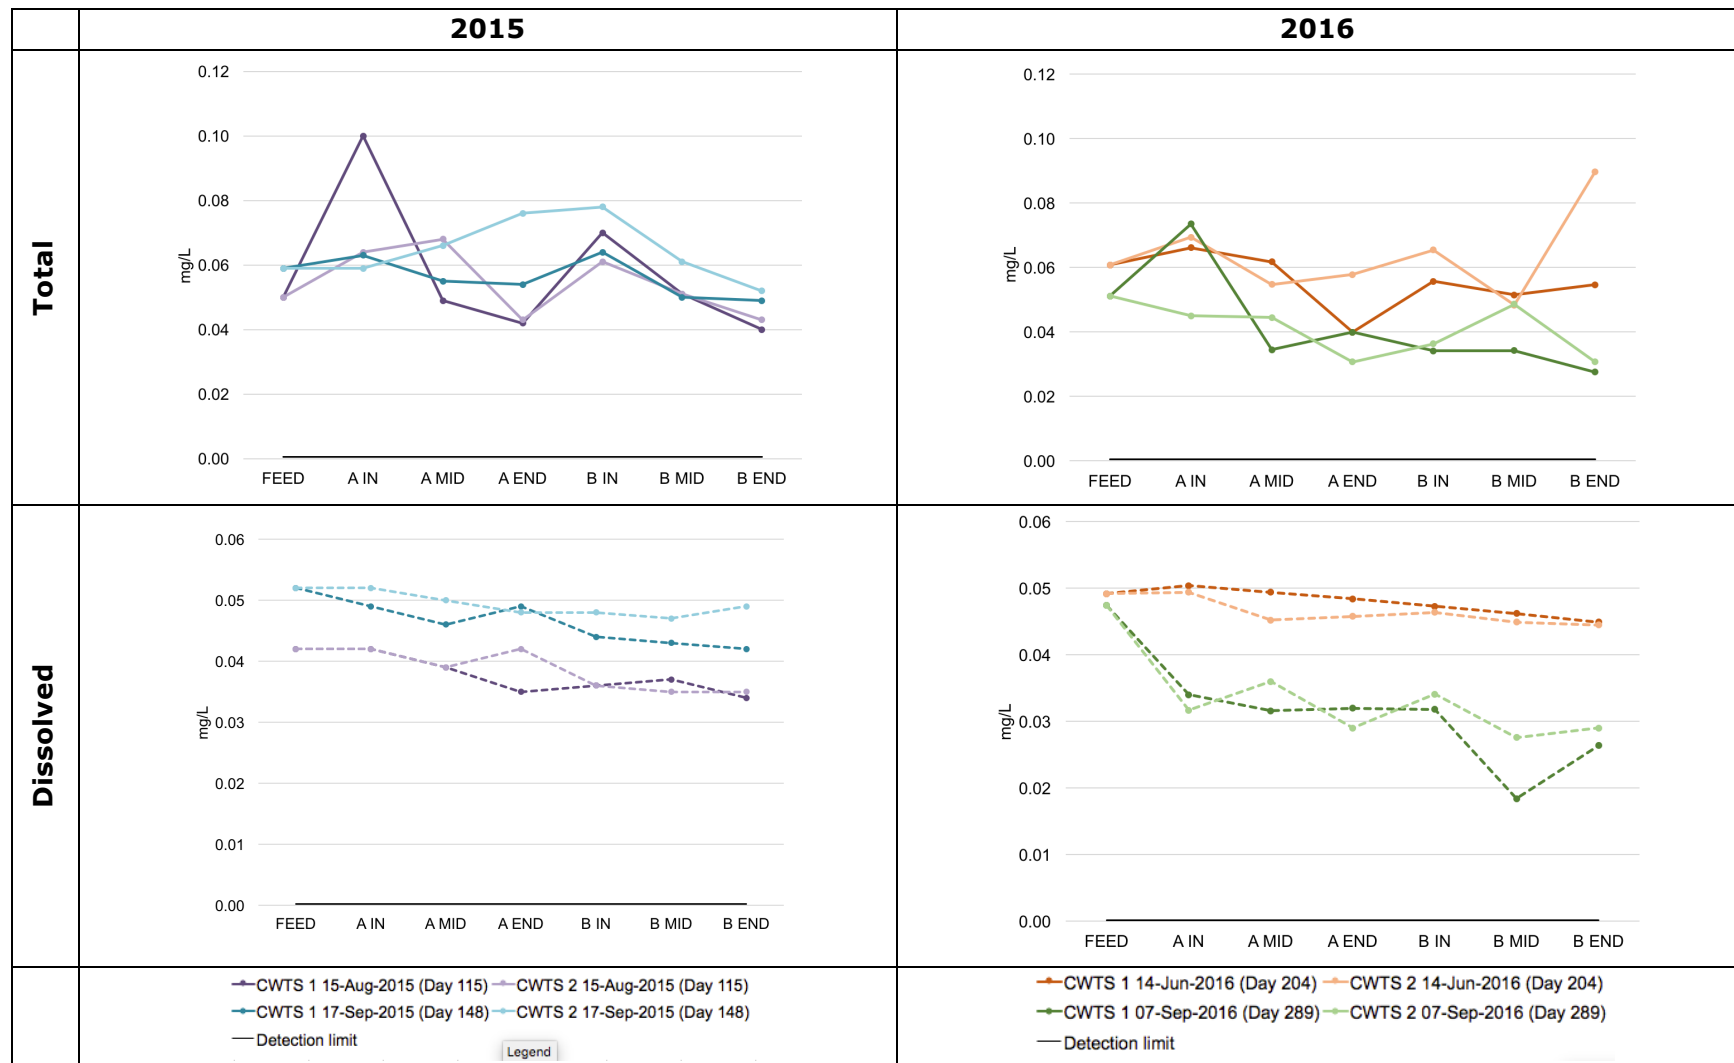 2015
2016
Total
0.12
0.10
0.08
0.06
0.04
0.02
0.00
mg/L
FEED A IN A MID A END B IN B MID B END
0.12
0.10
0.08
0.06
0.04
0.02
0.00
mg/L
FEED A IN A MID A END B IN B MID B END
Dissolved
0.06
0.05
0.04
0.03
0.02
0.01
0.00
mg/L
FEED A IN A MID A END B IN B MID B END
0.06
0.05
0.04
0.03
0.02
0.01
0.00
mg/L
FEED A IN A MID A END B IN B MID B END
CWTS 1 15-Aug-2015 (Day 115) CWTS 2 15-Aug-2015 (Day 115)
CWTS 1 17-Sep-2015 (Day 148) CWTS 2 17-Sep-2015 (Day 148)
Detection limit
Legend
CWTS 1 14-Jun-2016 (Day 204) CWTS 2 14-Jun-2016 (Day 204)
CWTS 1 07-Sep-2016 (Day 289) CWTS 2 07-Sep-2016 (Day 289)
Detection limit